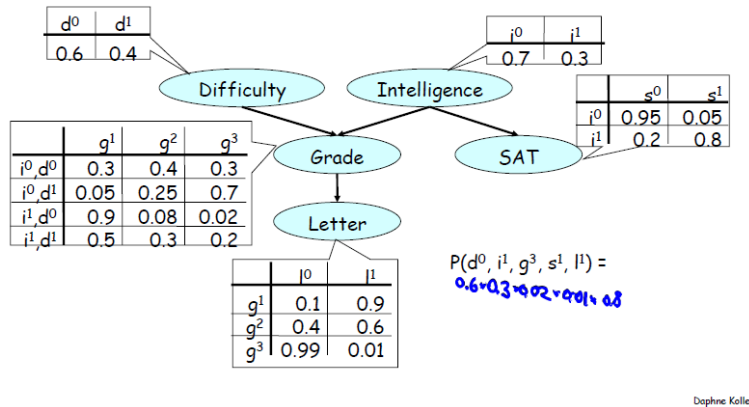 d⁰ d¹
0.6 0.4
i⁰ i¹
0.7 0.3
Difficulty
Intelligence
s⁰ s¹
i⁰ 0.95 0.05
i¹ 0.2 0.8
g¹ g² g³
i⁰,d⁰ 0.3 0.4 0.3
i⁰,d¹ 0.05 0.25 0.7
i¹,d⁰ 0.9 0.08 0.02
i¹,d¹ 0.5 0.3 0.2
Grade
SAT
Letter
l⁰ l¹
g¹ 0.1 0.9
g² 0.4 0.6
g³ 0.99 0.01
P(d⁰, i¹, g³, s¹, l¹) =
0.6×0.3×0.02×0.01×0.8
Daphne Kolle